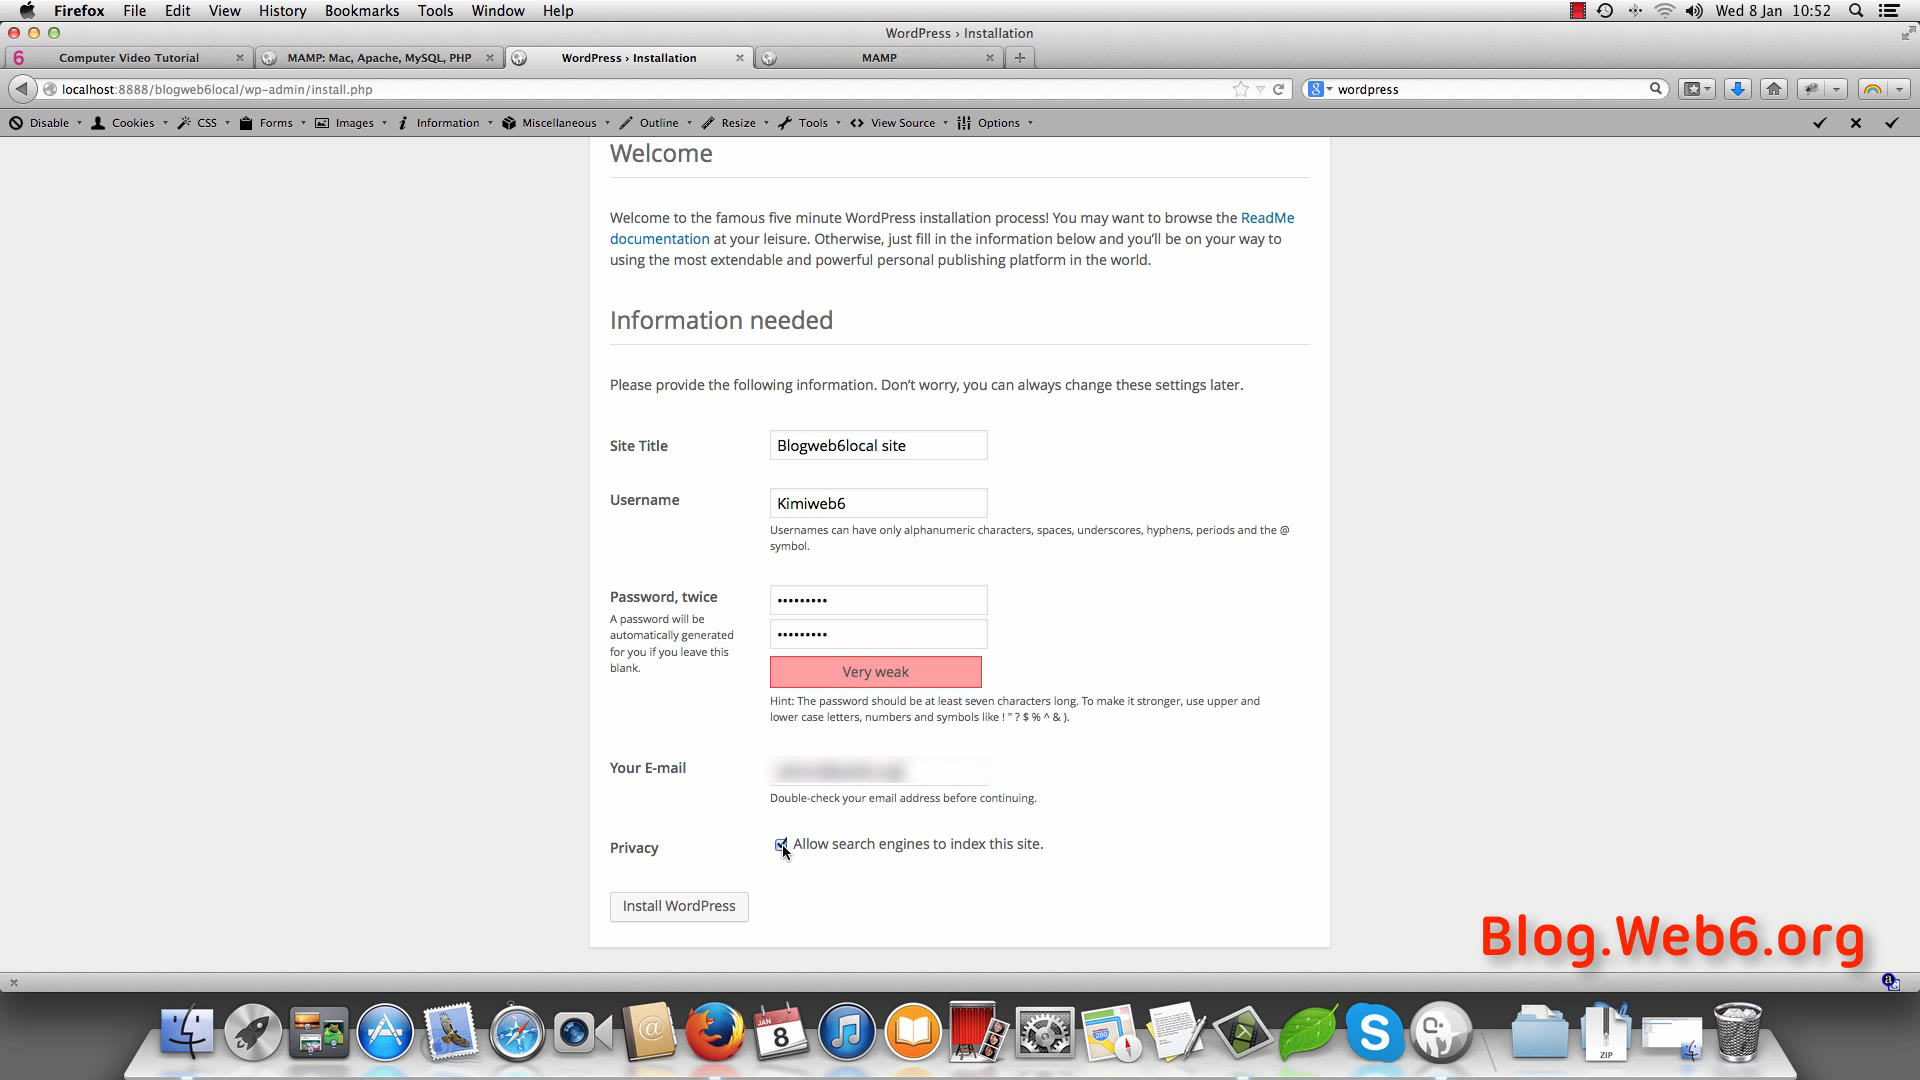 Firefox File Edit View History Bookmarks Tools Window Help
Wed 8 Jan 10:52
WordPress › Installation
6 Computer Video Tutorial
MAMP: Mac, Apache, MySQL, PHP
WordPress › Installation
MAMP
localhost:8888/blogweb6local/wp-admin/install.php
8 wordpress
Disable Cookies CSS Forms Images Information Miscellaneous Outline Resize Tools View Source Options
Welcome
Welcome to the famous five minute WordPress installation process! You may want to browse the ReadMe
documentation at your leisure. Otherwise, just fill in the information below and you’ll be on your way to
using the most extendable and powerful personal publishing platform in the world.
Information needed
Please provide the following information. Don’t worry, you can always change these settings later.
Site Title
Blogweb6local site
Username
Kimiweb6
Usernames can have only alphanumeric characters, spaces, underscores, hyphens, periods and the @
symbol.
Password, twice
A password will be
automatically generated
for you if you leave this
blank.
•••••••••
•••••••••
Very weak
Hint: The password should be at least seven characters long. To make it stronger, use upper and
lower case letters, numbers and symbols like ! " ? $ % ^ & ).
Your E-mail
Double-check your email address before continuing.
Privacy
Allow search engines to index this site.
Install WordPress
Blog.Web6.org
JAN
8
ZIP